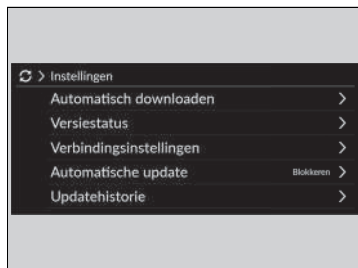 > Instellingen
Automatisch downloaden >
Versiestatus >
Verbindingsinstellingen >
Automatische update Blokkeren >
Updatehistorie >